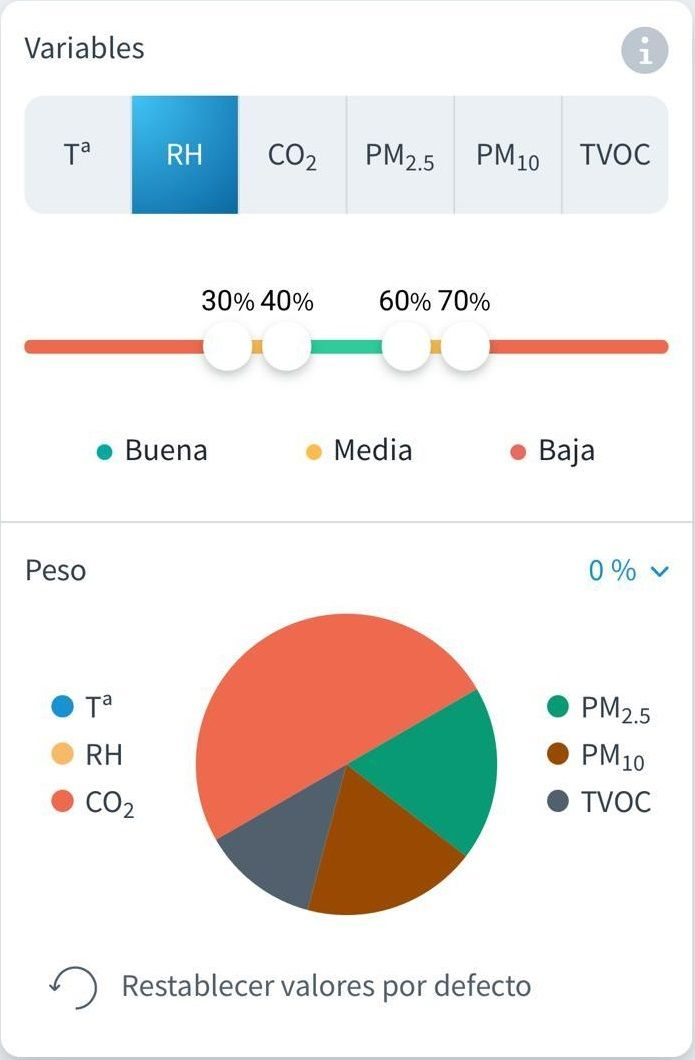 Variables
Tª RH CO₂ PM₂.₅ PM₁₀ TVOC
30% 40% 60% 70%
Buena Media Baja
Peso 0 %
Tª
RH
CO₂
PM₂.₅
PM₁₀
TVOC
Restablecer valores por defecto